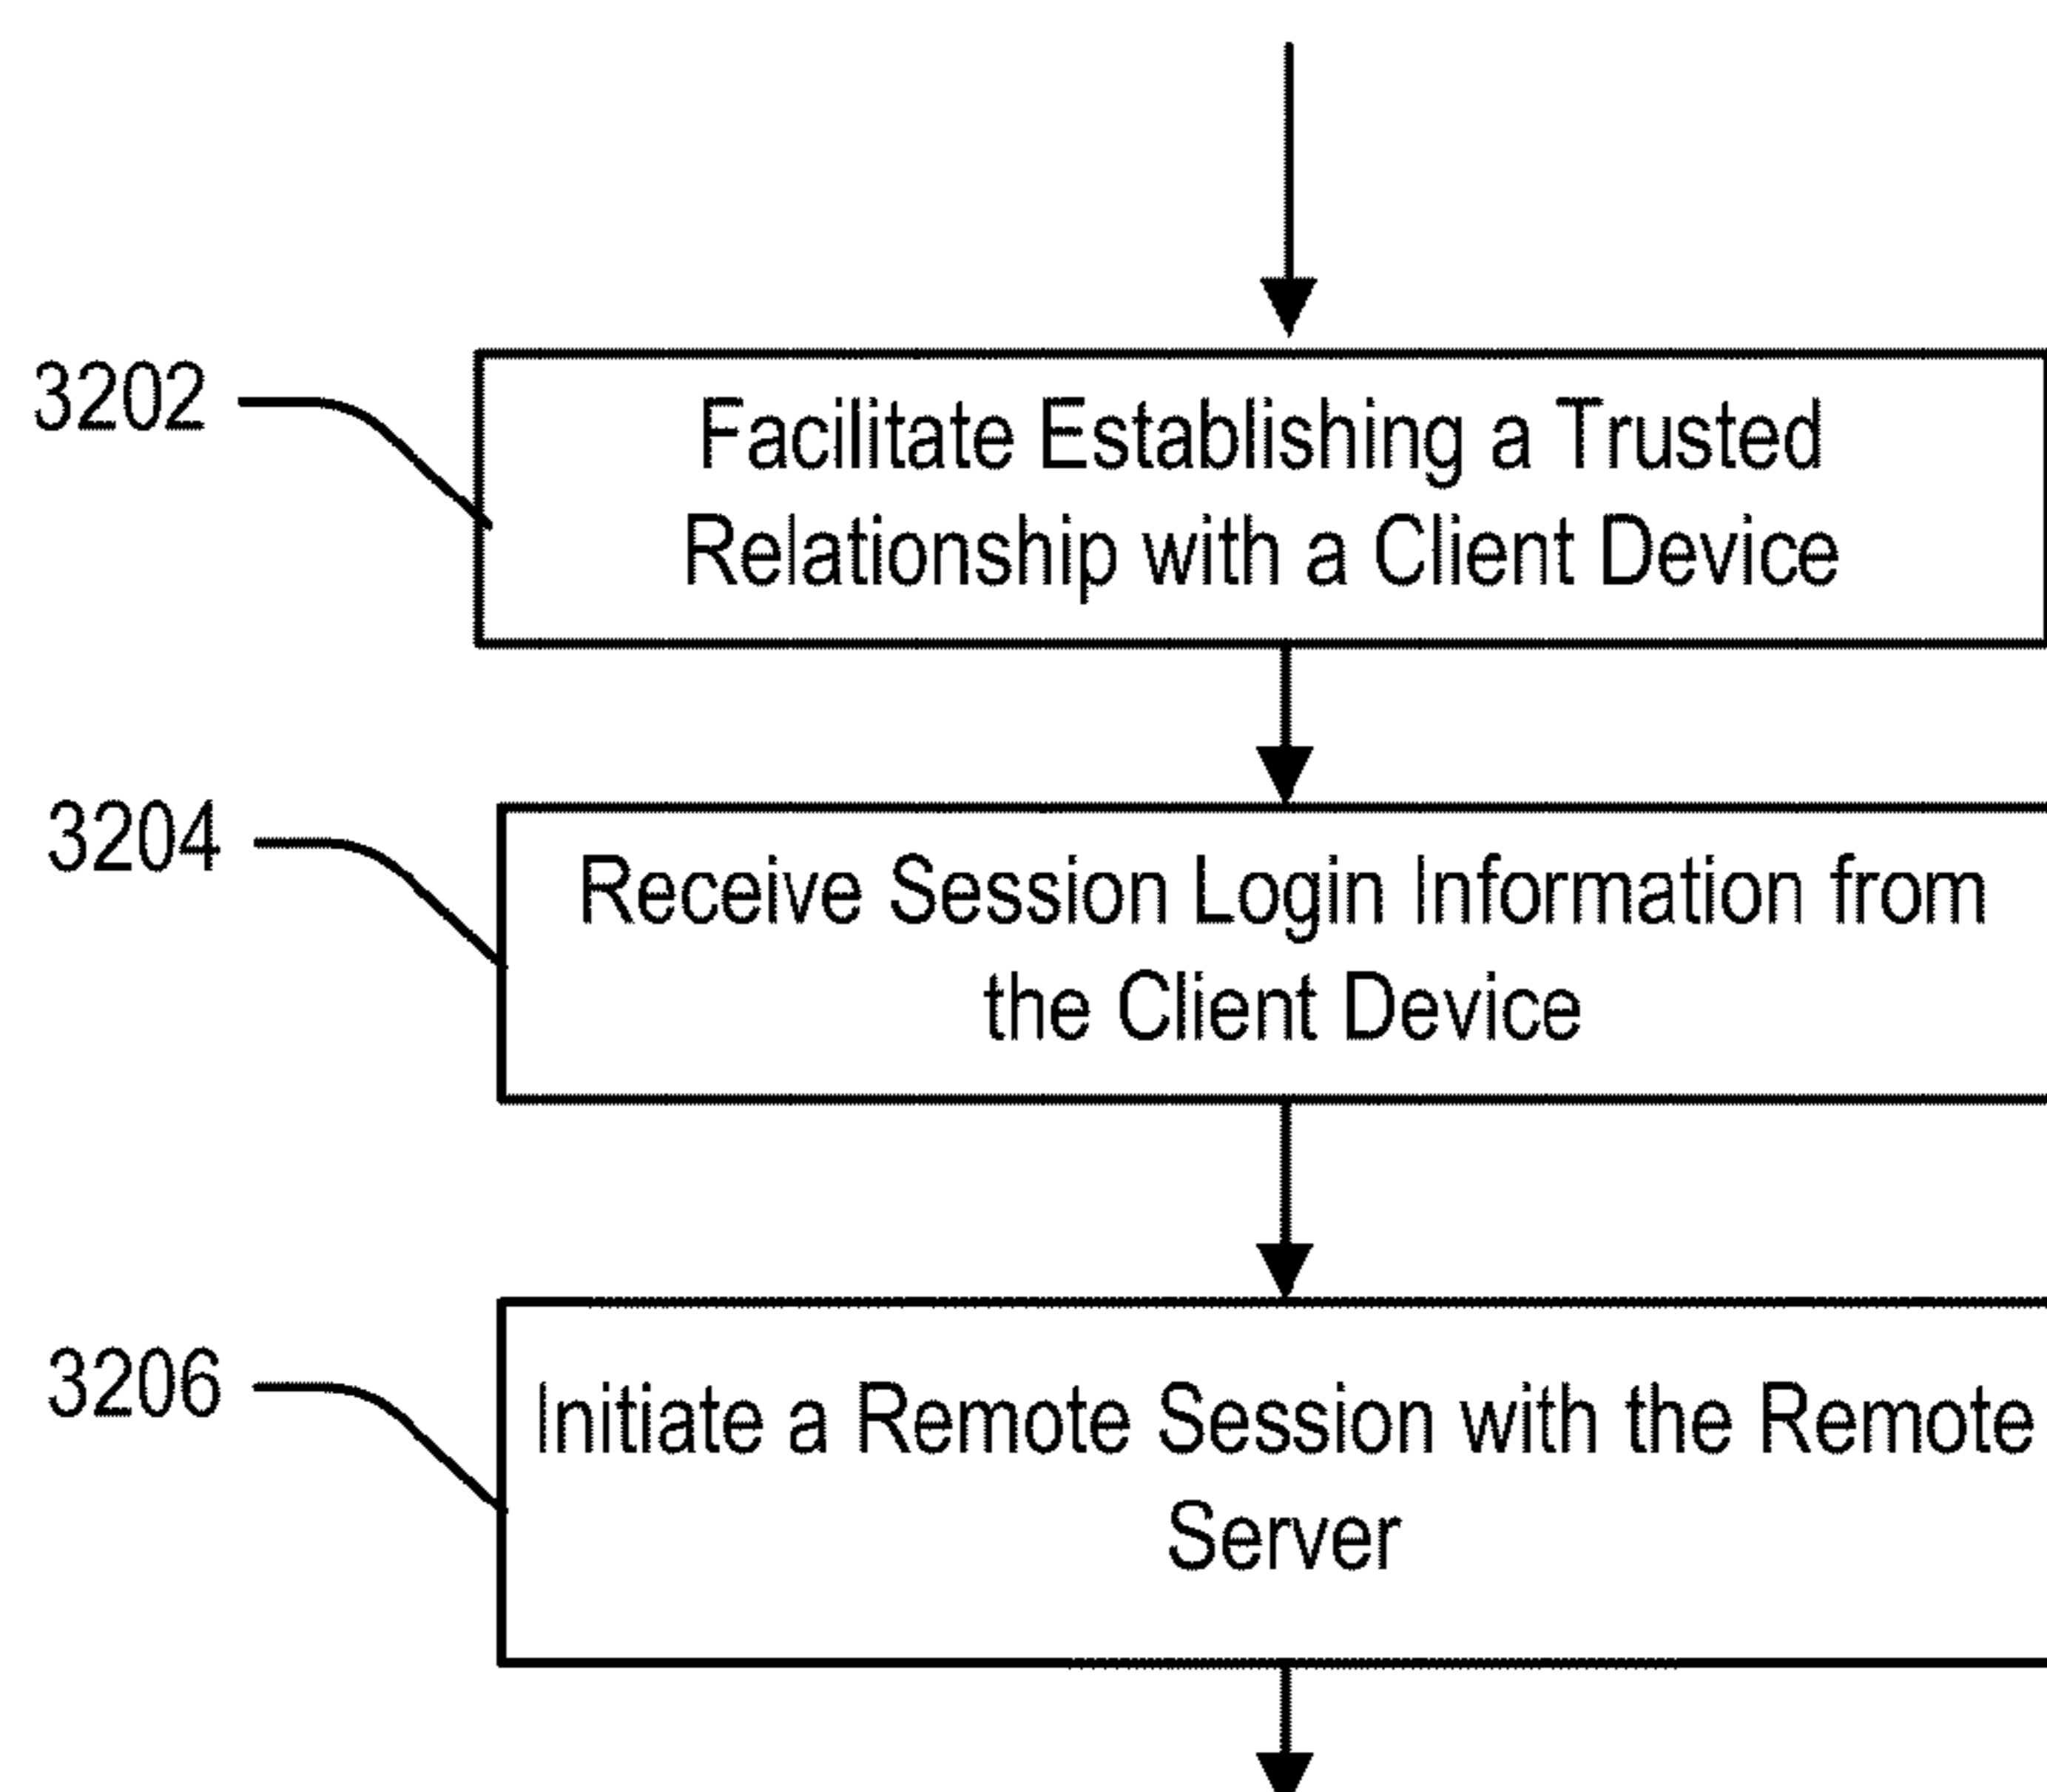 3202
Facilitate Establishing a Trusted
Relationship with a Client Device
3204
Receive Session Login Information from
the Client Device
3206
Initiate a Remote Session with the Remote
Server